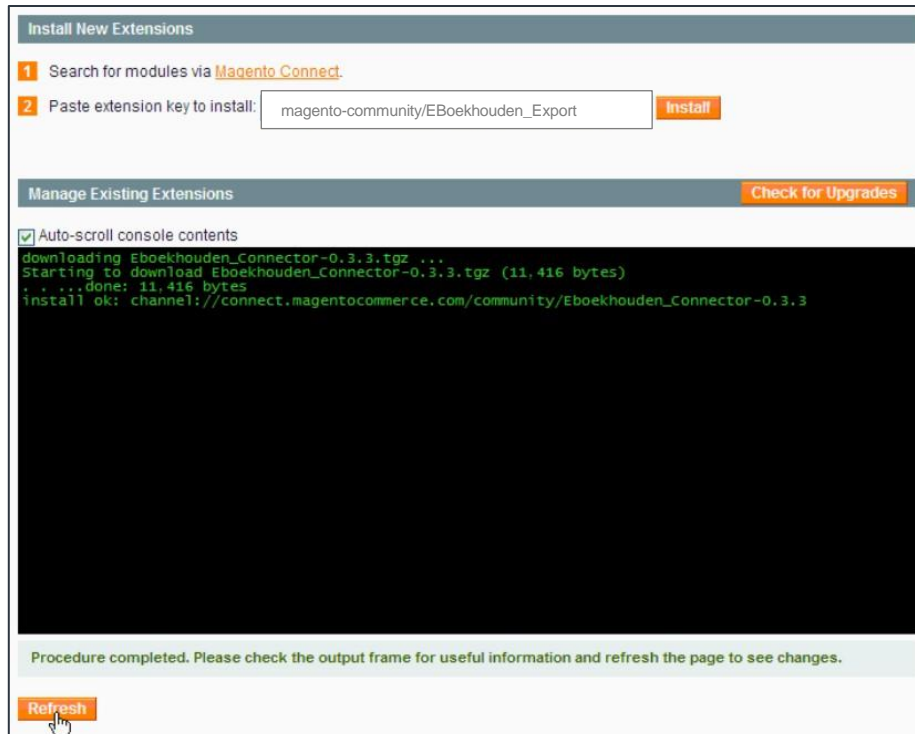 Install New Extensions
1 Search for modules via Magento Connect.
2 Paste extension key to install: magento-community/EBoekhouden_Export Install
Manage Existing Extensions Check for Upgrades
Auto-scroll console contents
downloading Eboekhouden_Connector-0.3.3.tgz ...
Starting to download Eboekhouden_Connector-0.3.3.tgz (11,416 bytes)
. . ...done: 11,416 bytes
install ok: channel://connect.magentocommerce.com/community/Eboekhouden_Connector-0.3.3
Procedure completed. Please check the output frame for useful information and refresh the page to see changes.
Refresh